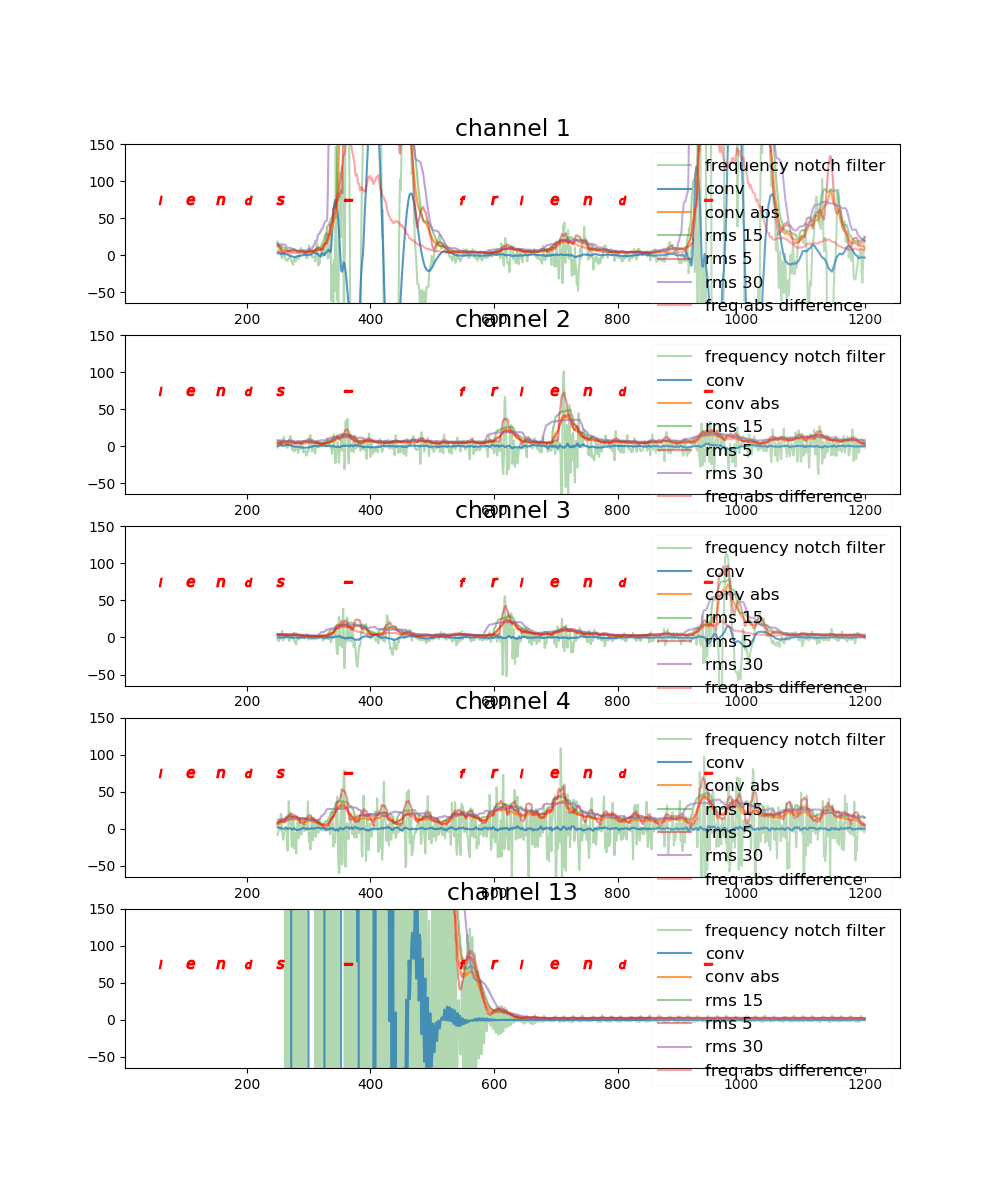 channel 1
150
100
50
0
−50
l e n d s - f r i e n d -
frequency notch filter
conv
conv abs
rms 15
rms 5
rms 30
freq abs difference
200 400 600 800 1000 1200
channel 2
150
100
50
0
−50
l e n d s - f r l e n d -
frequency notch filter
conv
conv abs
rms 15
rms 5
rms 30
freq abs difference
200 400 600 800 1000 1200
channel 3
150
100
50
0
−50
l e n d s - f r l e n d -
frequency notch filter
conv
conv abs
rms 15
rms 5
rms 30
freq abs difference
200 400 600 800 1000 1200
channel 4
150
100
50
0
−50
l e n d s - f r l e n d -
frequency notch filter
conv
conv abs
rms 15
rms 5
rms 30
freq abs difference
200 400 600 800 1000 1200
channel 13
150
100
50
0
−50
l e n d s - f r l e n d -
frequency notch filter
conv
conv abs
rms 15
rms 5
rms 30
freq abs difference
200 400 600 800 1000 1200